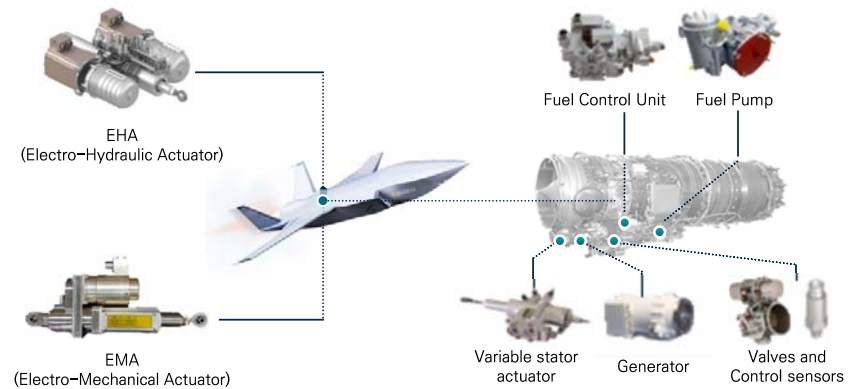 Fuel Control Unit
Fuel Pump
EHA
(Electro-Hydraulic Actuator)
EMA
(Electro-Mechanical Actuator)
Variable stator
actuator
Generator
Valves and
Control sensors